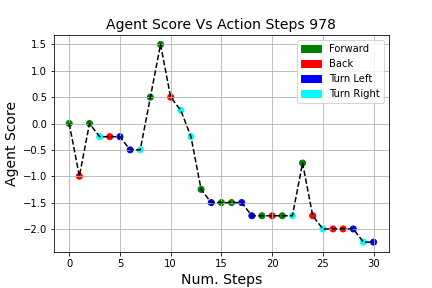 Agent Score Vs Action Steps 978
Agent Score
1.5
1.0
0.5
0.0
−0.5
−1.0
−1.5
−2.0
Forward
Back
Turn Left
Turn Right
0 5 10 15 20 25 30
Num. Steps